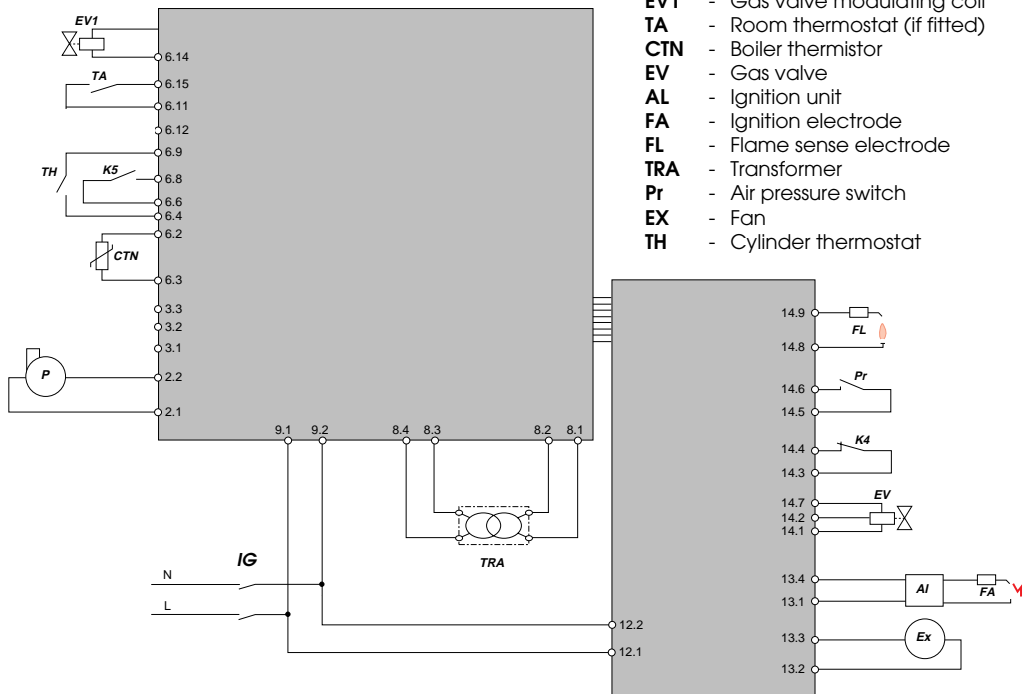 EV1 - Gas valve modulating coil
TA - Room thermostat (if fitted)
CTN - Boiler thermistor
EV - Gas valve
AL - Ignition unit
FA - Ignition electrode
FL - Flame sense electrode
TRA - Transformer
Pr - Air pressure switch
EX - Fan
TH - Cylinder thermostat
EV1
6.14
TA
6.15
6.11
6.12
6.9
TH
K5
6.8
6.6
6.4
6.2
CTN
6.3
3.3
3.2
3.1
P
2.2
2.1
9.1 9.2 8.4 8.3 8.2 8.1
TRA
IG
N
L
12.2
12.1
14.9
FL
14.8
Pr
14.6
14.5
K4
14.4
14.3
EV
14.7
14.2
14.1
13.4
AI
FA
13.1
Ex
13.3
13.2